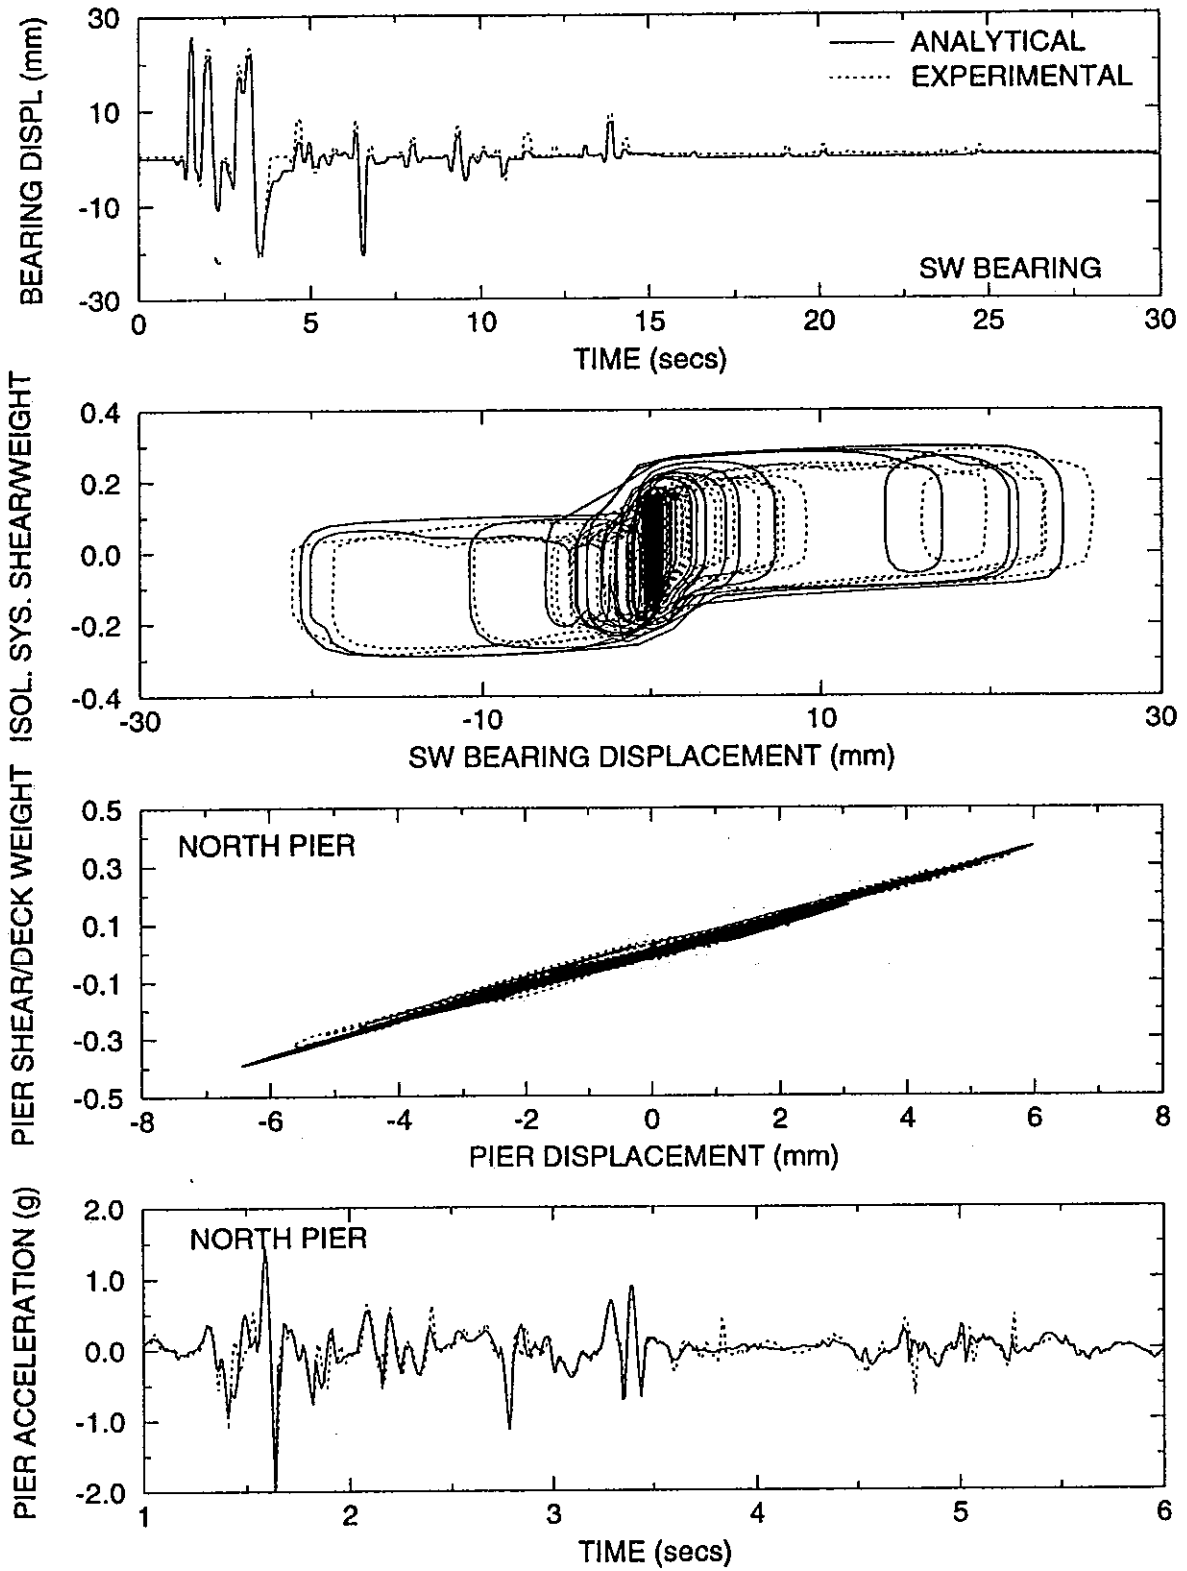 BEARING DISPL (mm)
30
10
-10
-30
ANALYTICAL
EXPERIMENTAL
SW BEARING
0 5 10 15 20 25 30
TIME (secs)
ISOL. SYS. SHEAR/WEIGHT
0.4
0.2
0.0
-0.2
-0.4
-30 -10 10 30
SW BEARING DISPLACEMENT (mm)
PIER SHEAR/DECK WEIGHT
0.5
0.3
0.1
-0.1
-0.3
-0.5
NORTH PIER
-8 -6 -4 -2 0 2 4 6 8
PIER DISPLACEMENT (mm)
PIER ACCELERATION (g)
2.0
1.0
0.0
-1.0
-2.0
NORTH PIER
1 2 3 4 5 6
TIME (secs)